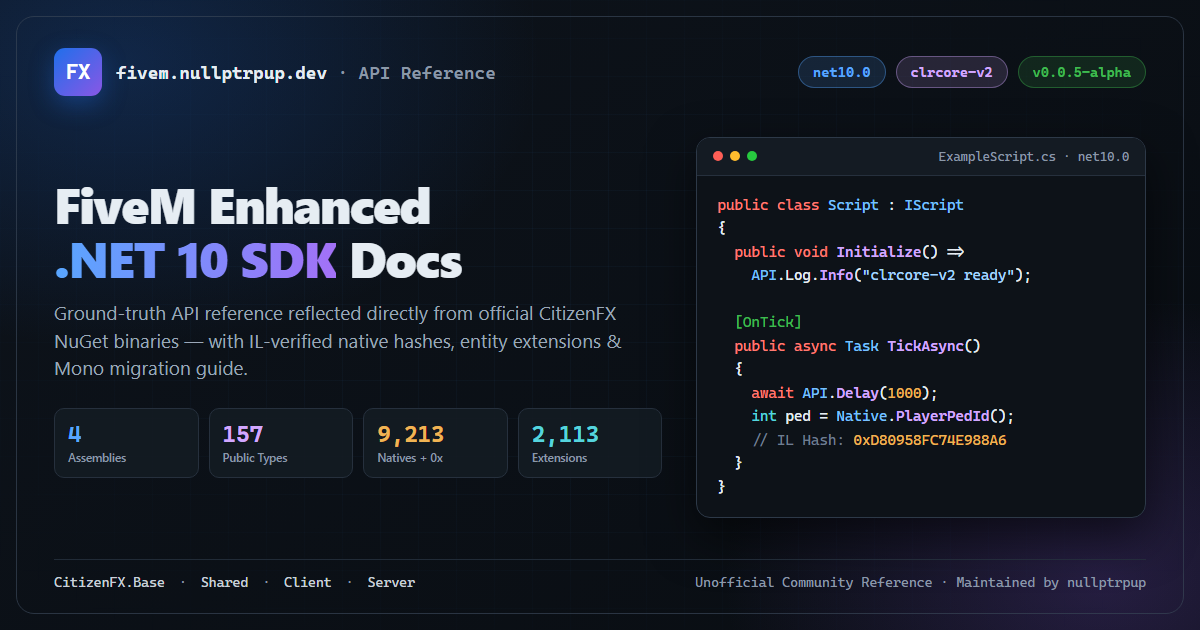 FX
fivem.nullptrpup.dev · API Reference
net10.0
clrcore-v2
v0.0.5-alpha
FiveM Enhanced
.NET 10 SDK Docs
Ground-truth API reference reflected directly from official CitizenFX
NuGet binaries — with IL-verified native hashes, entity extensions &
Mono migration guide.
4
Assemblies
157
Public Types
9,213
Natives + 0x
2,113
Extensions
ExampleScript.cs · net10.0
public class Script : IScript
{
  public void Initialize() =>
    API.Log.Info("clrcore-v2 ready");
  [OnTick]
  public async Task TickAsync()
  {
    await API.Delay(1000);
    int ped = Native.PlayerPedId();
    // IL Hash: 0xD80958FC74E988A6
  }
}
CitizenFX.Base · Shared · Client · Server
Unofficial Community Reference · Maintained by nullptrpup